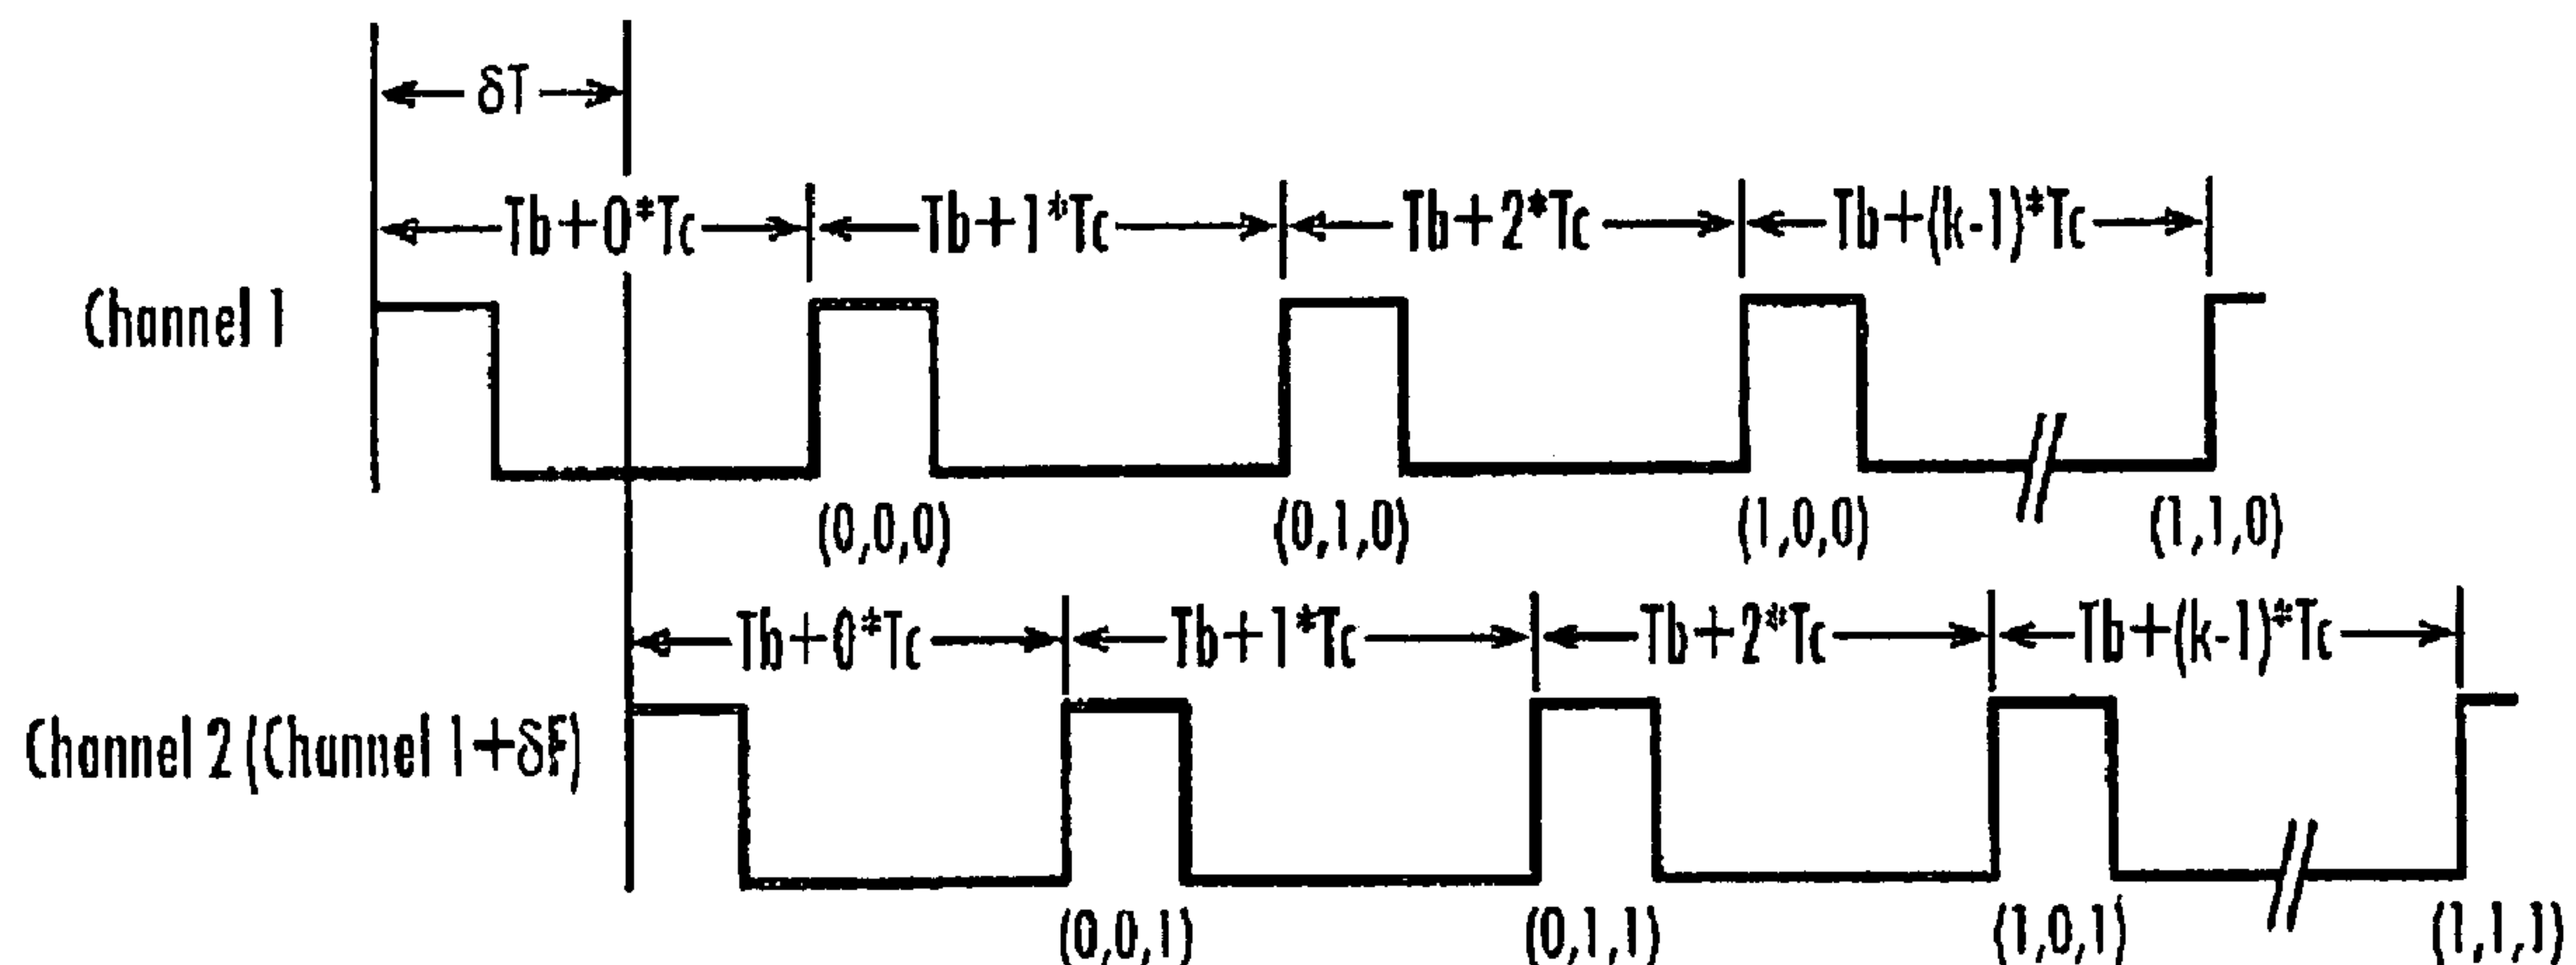 δT
Tb+0*Tc Tb+1*Tc Tb+2*Tc Tb+(k-1)*Tc
Channel 1
(0,0,0) (0,1,0) (1,0,0) (1,1,0)
Tb+0*Tc Tb+1*Tc Tb+2*Tc Tb+(k-1)*Tc
Channel 2 (Channel 1+δF)
(0,0,1) (0,1,1) (1,0,1) (1,1,1)